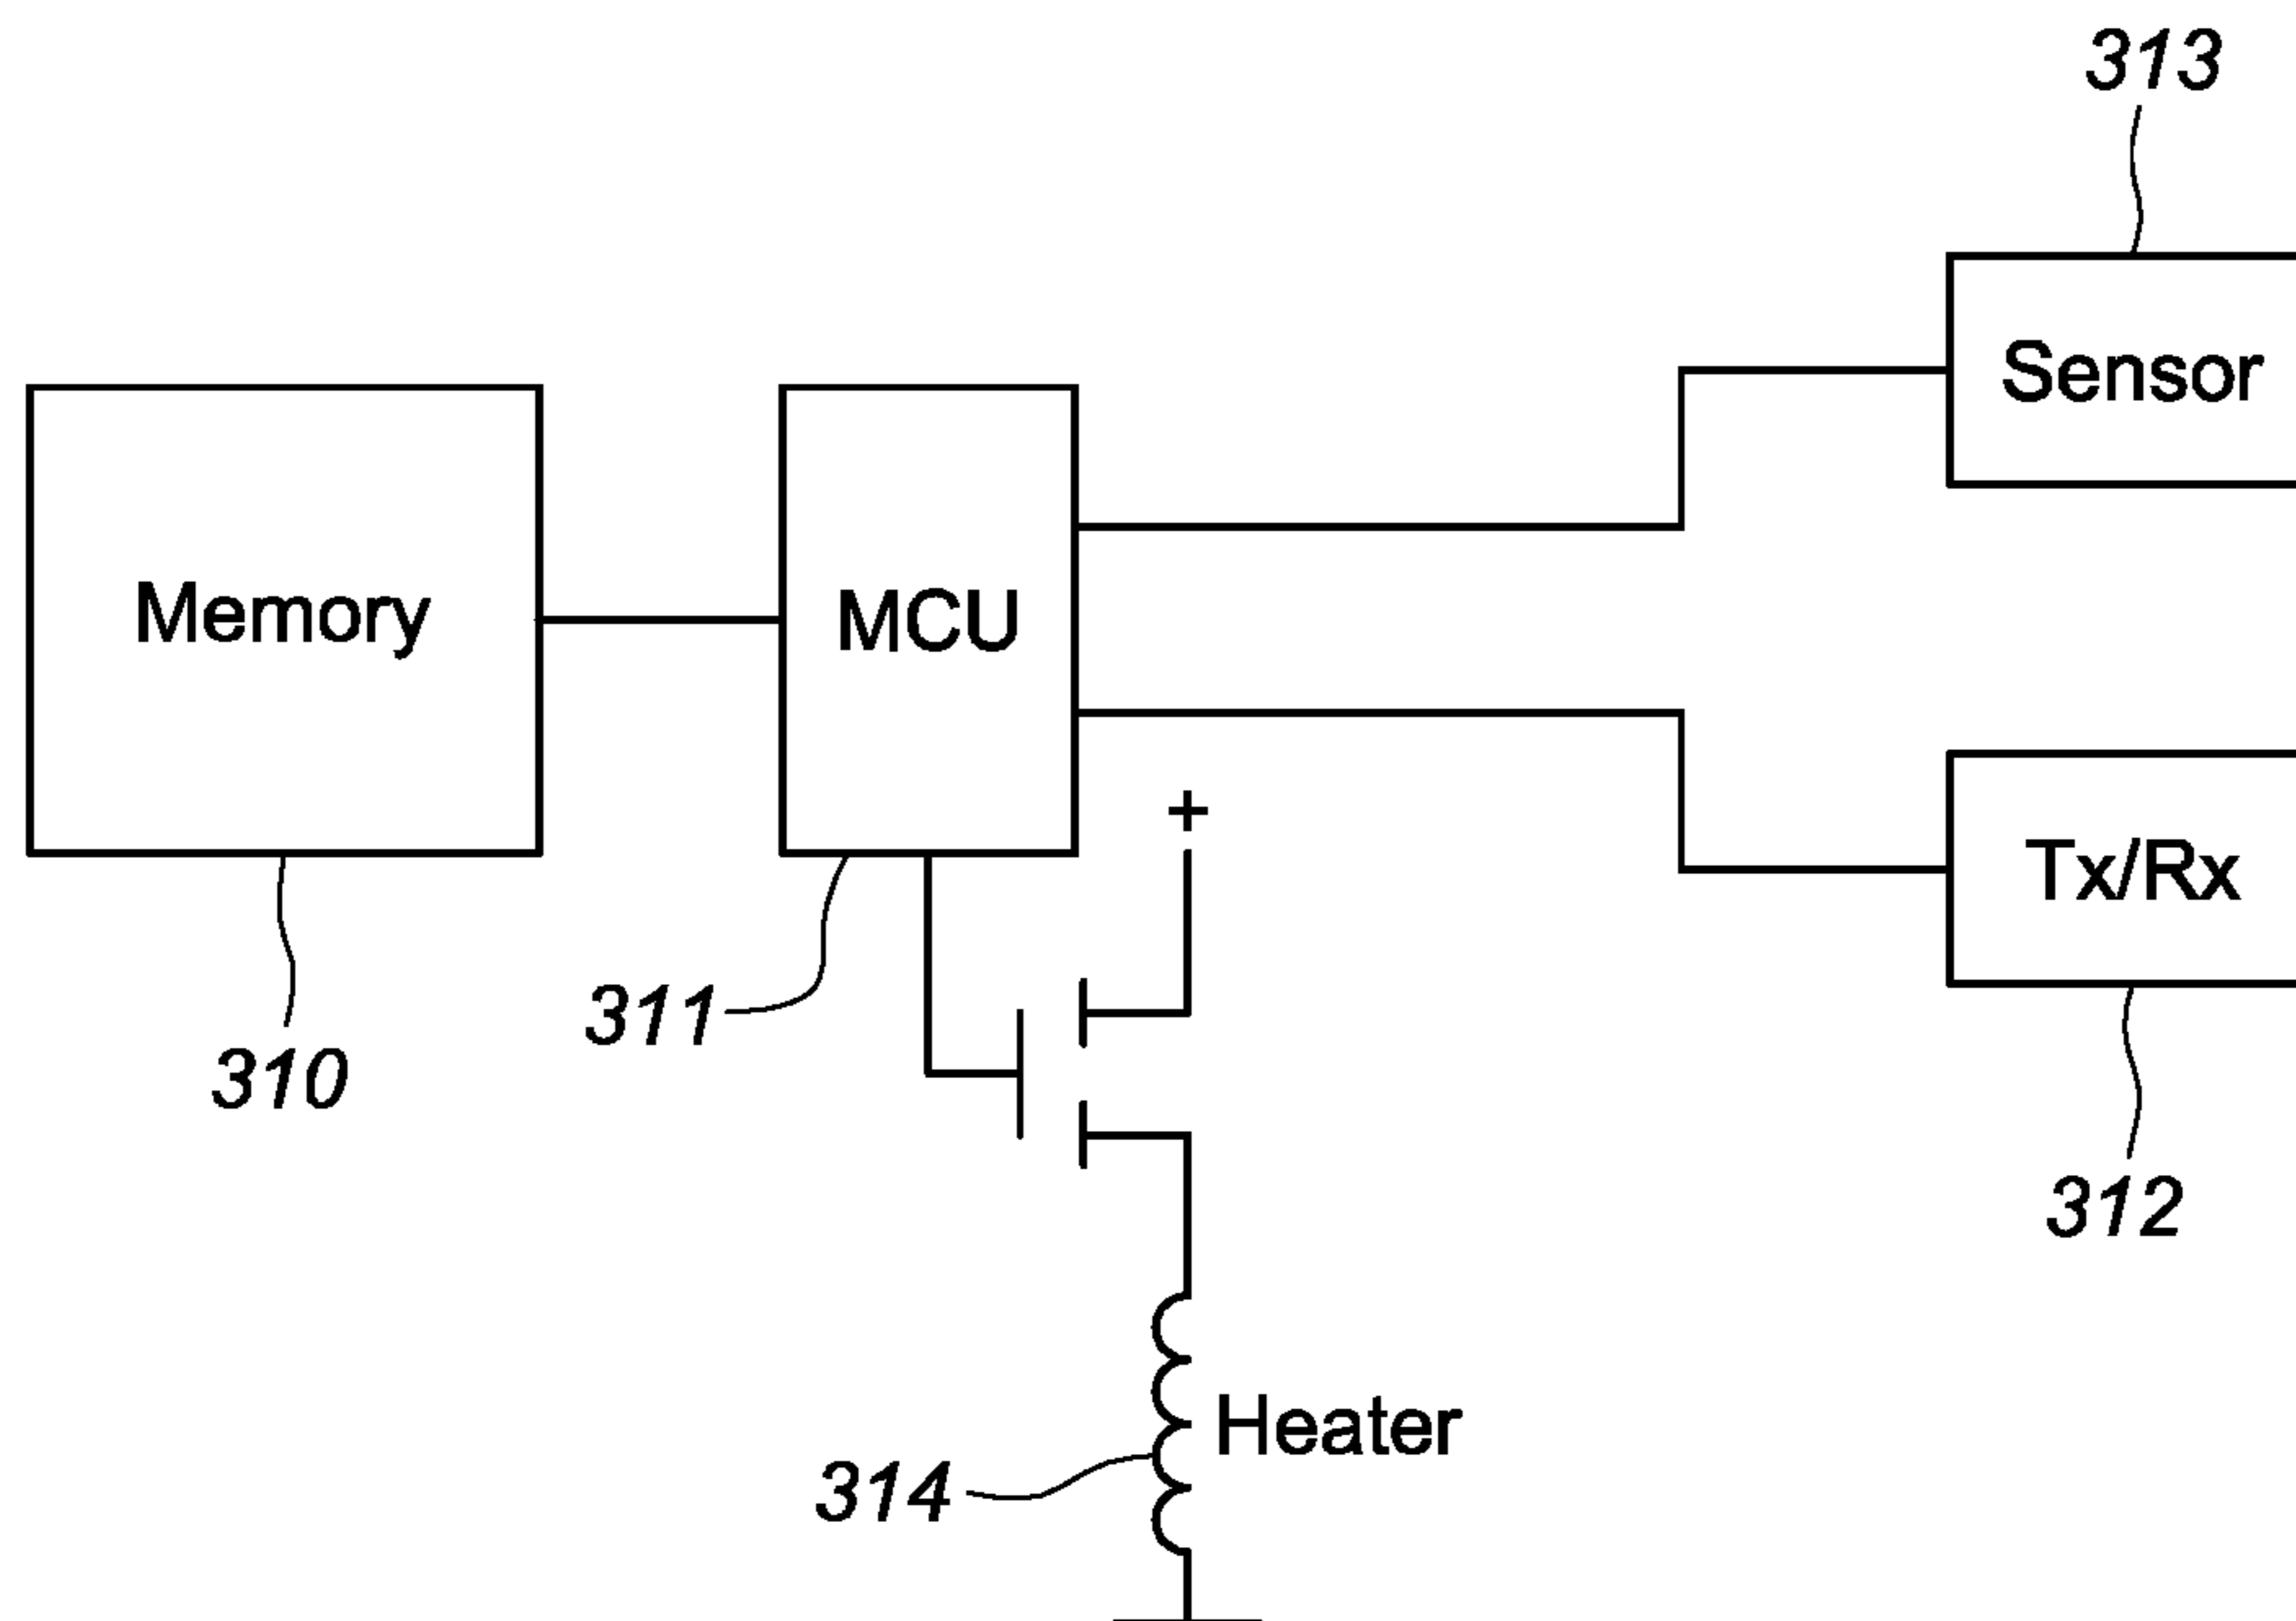 313
Sensor
Memory
MCU
+
Tx/Rx
311
310
312
Heater
314